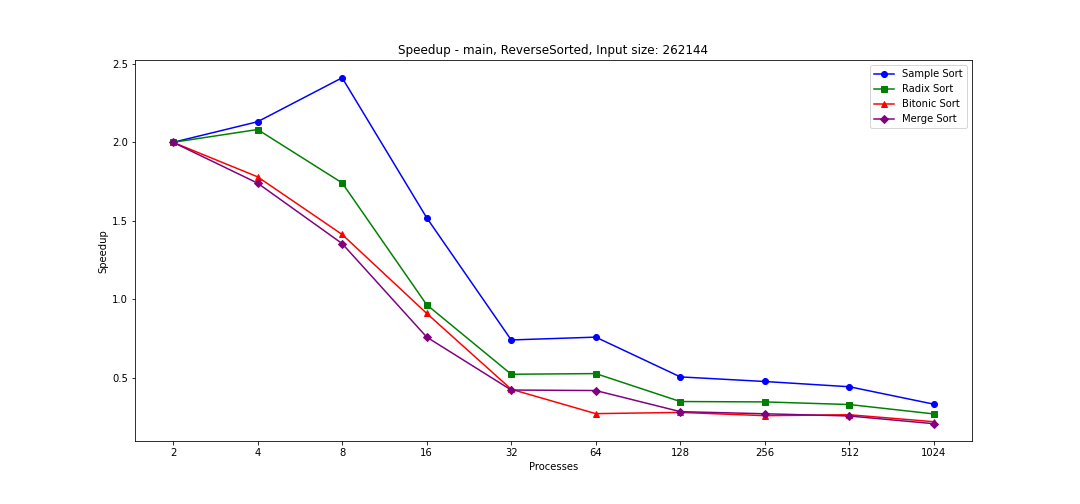 Speedup - main, ReverseSorted, Input size: 262144
Sample Sort
Radix Sort
Bitonic Sort
Merge Sort
Speedup
2.5
2.0
1.5
1.0
0.5
2 4 8 16 32 64 128 256 512 1024
Processes